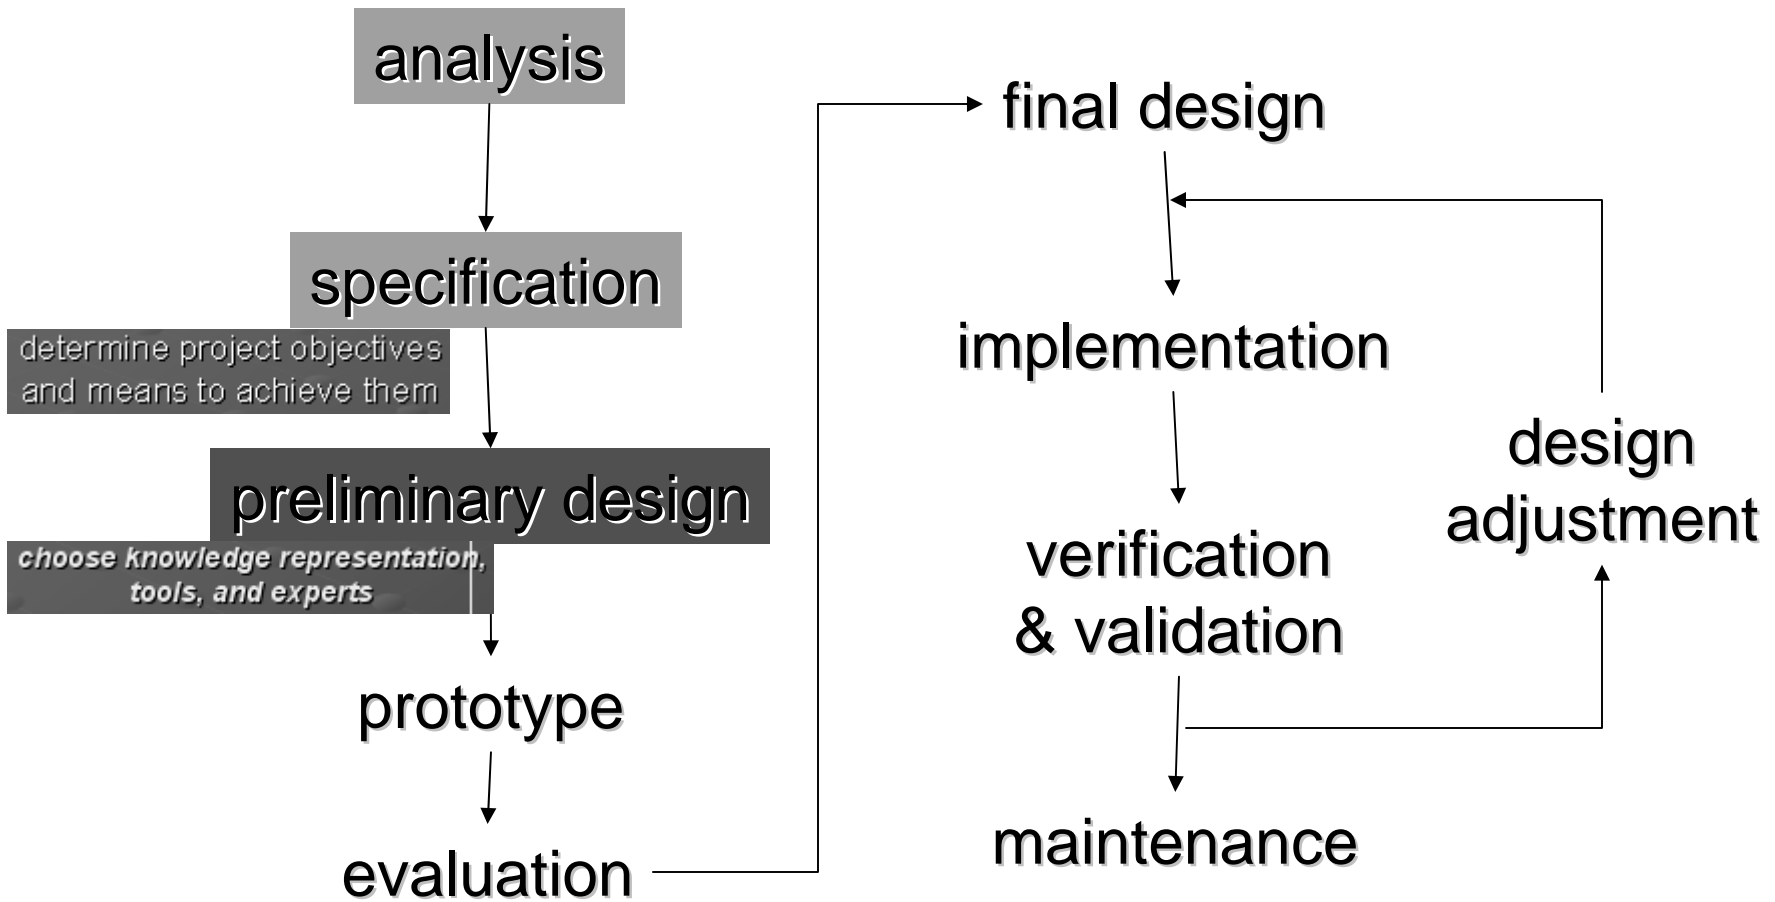 analysis
specification
determine project objectives
and means to achieve them
preliminary design
choose knowledge representation,
tools, and experts
prototype
evaluation
final design
implementation
verification
& validation
maintenance
design
adjustment